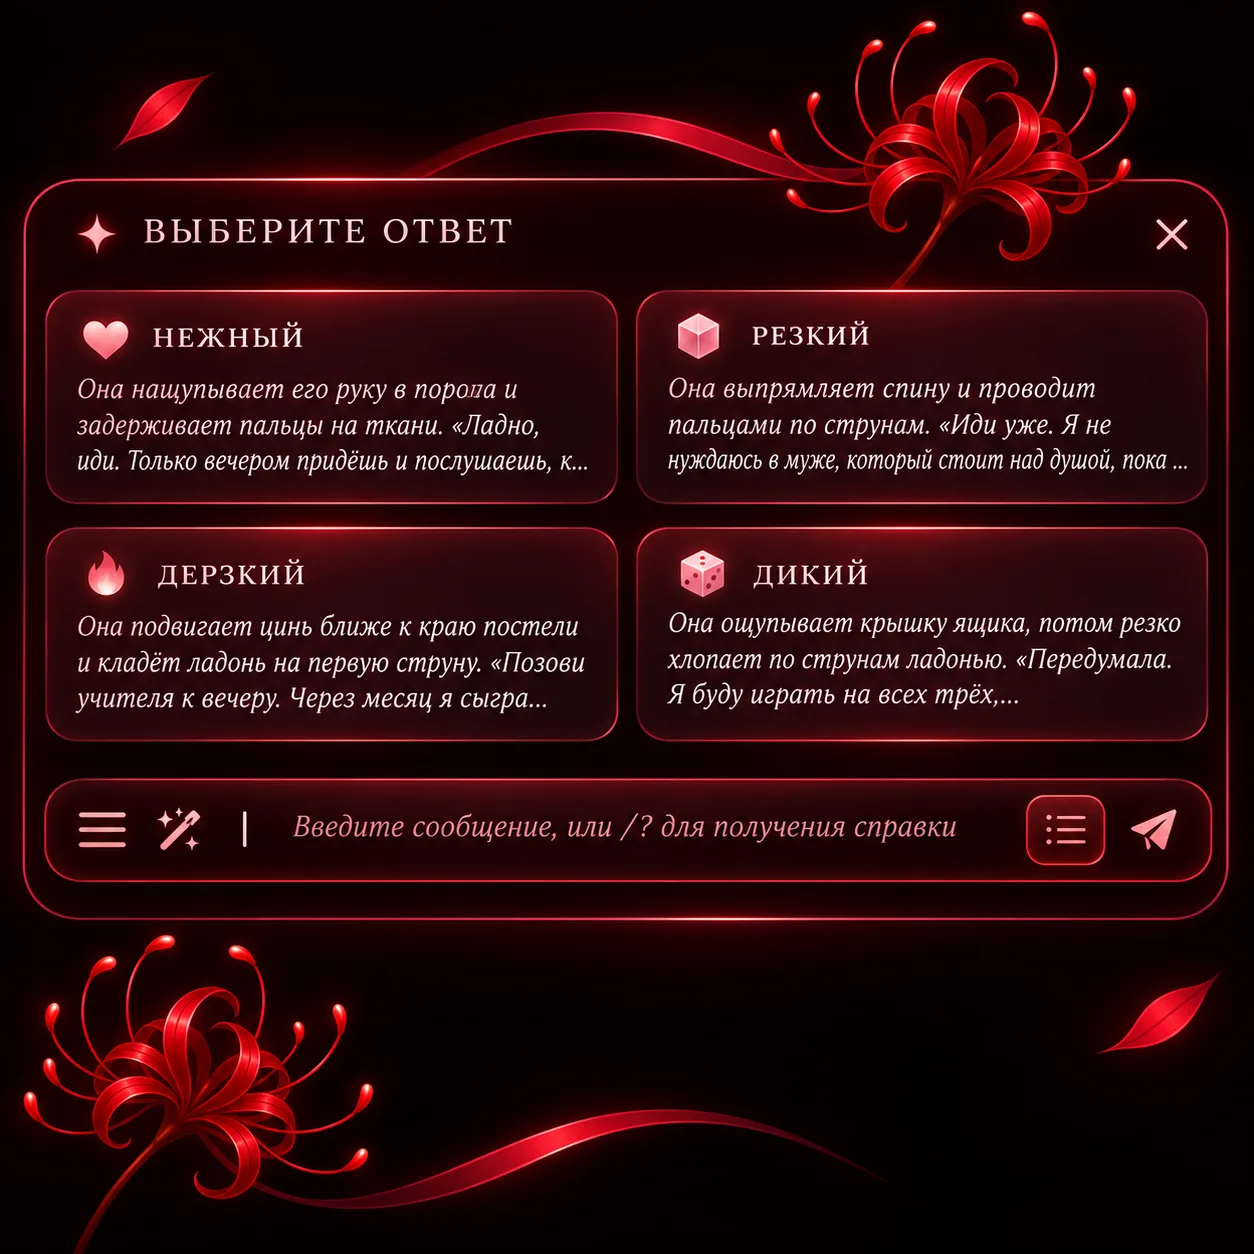 ВЫБЕРИТЕ ОТВЕТ
НЕЖНЫЙ
Она нащупывает его руку в и
задерживает пальцы на ткани. «Ладно,
иди. Только вечером придёшь и послушаешь, к...
РЕЗКИЙ
Она выпрямляет спину и проводит
пальцами по струнам. «Иди уже. Я не
нуждаюсь в муже, который стоит над душой, пока ...
ДЕРЗКИЙ
Она подвигает цинь ближе к краю постели
и кладёт ладонь на первую струну. «Позови
учителя к вечеру. Через месяц я сыгра...
ДИКИЙ
Она ощупывает крышку ящика, потом резко
хлопает по струнам ладонью. «Передумала.
Я буду играть на всех трёх,...
Введите сообщение, или /? для получения справки